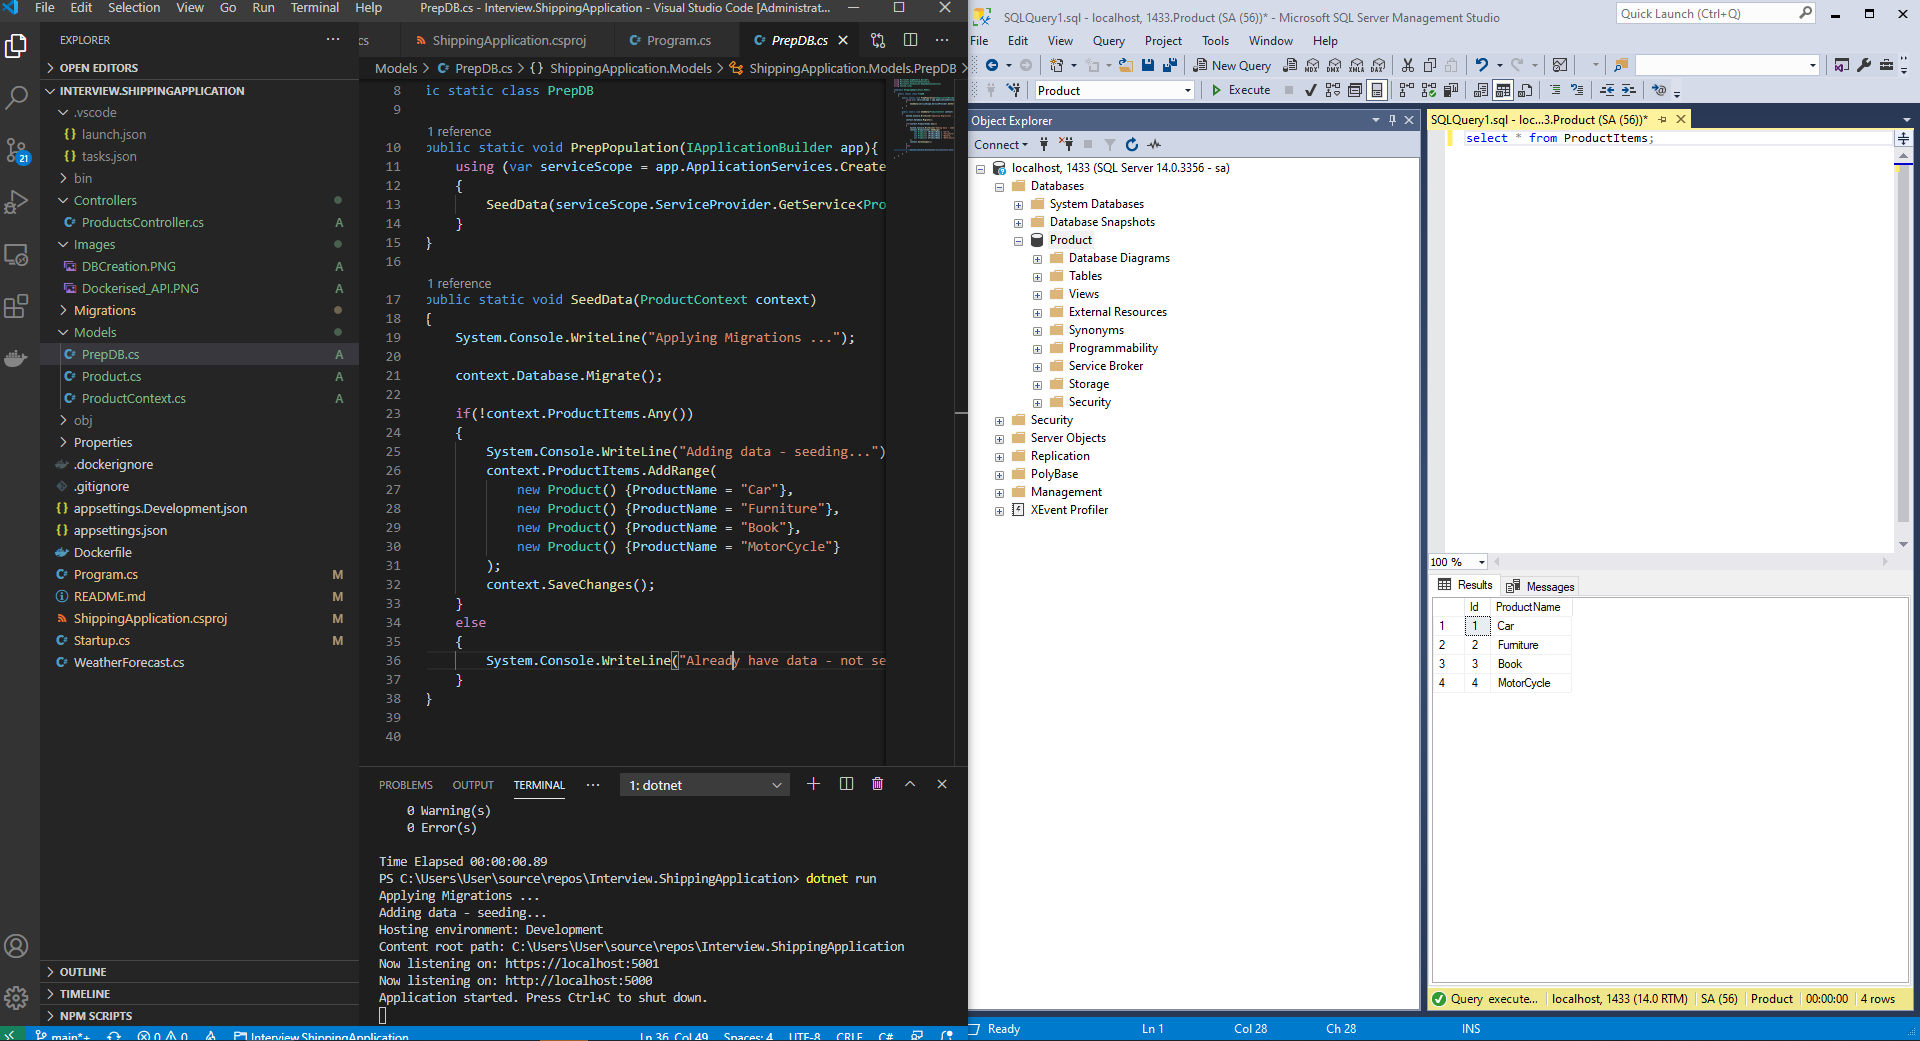 File Edit Selection View Go Run Terminal Help
PrepDB.cs - Interview.ShippingApplication - Visual Studio Code [Administrat...
EXPLORER
OPEN EDITORS
INTERVIEW.SHIPPINGAPPLICATION
.vscode
launch.json
tasks.json
bin
Controllers
ProductsController.cs A
Images
DBCreation.PNG A
Dockerised_API.PNG A
Migrations
Models
PrepDB.cs A
Product.cs A
ProductContext.cs A
obj
Properties
.dockerignore
.gitignore
appsettings.Development.json
appsettings.json
Dockerfile
Program.cs M
README.md M
ShippingApplication.csproj M
Startup.cs M
WeatherForecast.cs
OUTLINE
TIMELINE
NPM SCRIPTS
21
cs ShippingApplication.csproj Program.cs PrepDB.cs
Models > PrepDB.cs > {} ShippingApplication.Models > ShippingApplication.Models.PrepDB >
8 ic static class PrepDB
9
1 reference
10 public static void PrepPopulation(IApplicationBuilder app){
11 using (var serviceScope = app.ApplicationServices.Create
12 {
13 SeedData(serviceScope.ServiceProvider.GetService<Pro
14 }
15 }
16
1 reference
17 public static void SeedData(ProductContext context)
18 {
19 System.Console.WriteLine("Applying Migrations ...");
20
21 context.Database.Migrate();
22
23 if(!context.ProductItems.Any())
24 {
25 System.Console.WriteLine("Adding data - seeding...")
26 context.ProductItems.AddRange(
27 new Product() {ProductName = "Car"},
28 new Product() {ProductName = "Furniture"},
29 new Product() {ProductName = "Book"},
30 new Product() {ProductName = "MotorCycle"}
31 );
32 context.SaveChanges();
33 }
34 else
35 {
36 System.Console.WriteLine("Already have data - not se
37 }
38 }
39
40
PROBLEMS OUTPUT TERMINAL ... 1: dotnet
0 Warning(s)
0 Error(s)
Time Elapsed 00:00:00.89
PS C:\Users\User\source\repos\Interview.ShippingApplication> dotnet run
Applying Migrations ...
Adding data - seeding...
Hosting environment: Development
Content root path: C:\Users\User\source\repos\Interview.ShippingApplication
Now listening on: https://localhost:5001
Now listening on: http://localhost:5000
Application started. Press Ctrl+C to shut down.
main*+ 0 0 Interview.ShippingApplication Ln 36, Col 49 Spaces: 4 UTF-8 CRLF C#
SQLQuery1.sql - localhost, 1433.Product (SA (56))* - Microsoft SQL Server Management Studio
Quick Launch (Ctrl+Q)
File Edit View Query Project Tools Window Help
New Query MDX DMX XMLA DAX
Product Execute
Object Explorer
Connect
localhost, 1433 (SQL Server 14.0.3356 - sa)
Databases
System Databases
Database Snapshots
Product
Database Diagrams
Tables
Views
External Resources
Synonyms
Programmability
Service Broker
Storage
Security
Security
Server Objects
Replication
PolyBase
Management
XEvent Profiler
SQLQuery1.sql - loc...3.Product (SA (56))*
select * from ProductItems;
100 %
Results Messages
Id ProductName
1 1 Car
2 2 Furniture
3 3 Book
4 4 MotorCycle
Query execute... localhost, 1433 (14.0 RTM) SA (56) Product 00:00:00 4 rows
Ready Ln 1 Col 28 Ch 28 INS